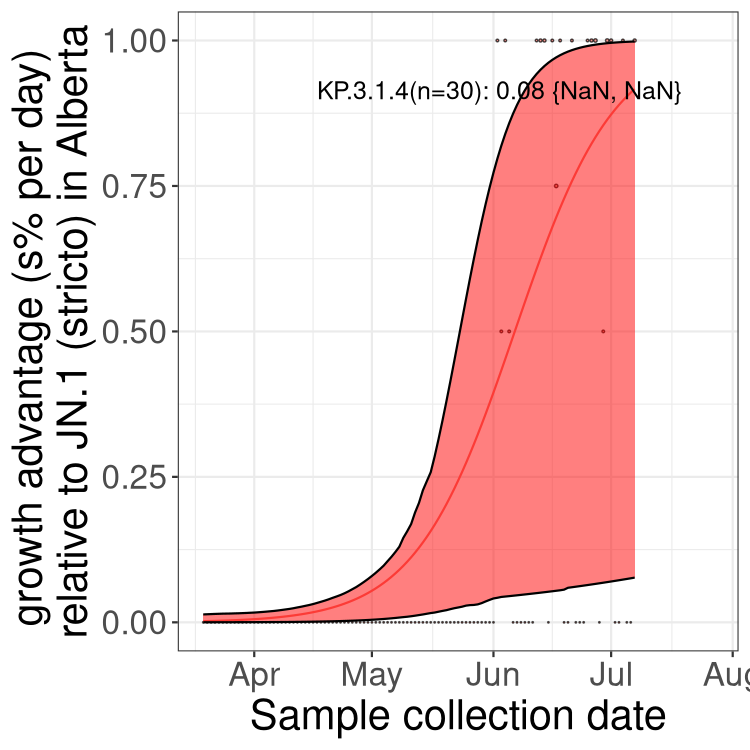 growth advantage (s% per day)
relative to JN.1 (stricto) in Alberta
1.00
0.75
0.50
0.25
0.00
KP.3.1.4(n=30): 0.08 {NaN, NaN}
Apr May Jun Jul Aug
Sample collection date